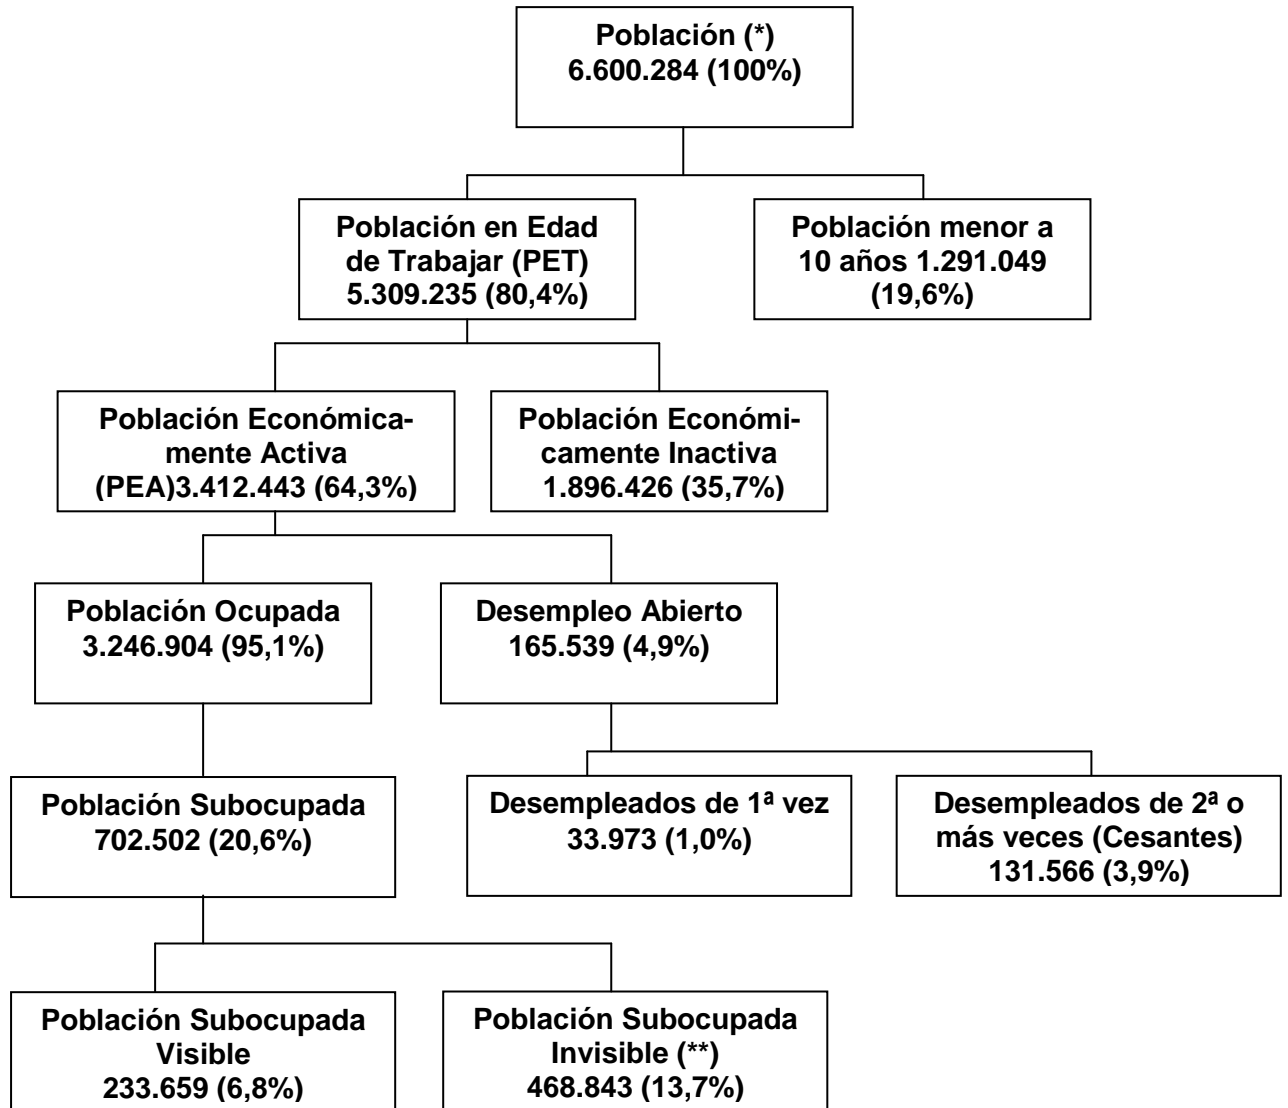 Población (*)
6.600.284 (100%)
Población en Edad
de Trabajar (PET)
5.309.235 (80,4%)
Población menor a
10 años 1.291.049
(19,6%)
Población Económica-
mente Activa
(PEA)3.412.443 (64,3%)
Población Económi-
camente Inactiva
1.896.426 (35,7%)
Población Ocupada
3.246.904 (95,1%)
Desempleo Abierto
165.539 (4,9%)
Población Subocupada
702.502 (20,6%)
Desempleados de 1ª vez
33.973 (1,0%)
Desempleados de 2ª o
más veces (Cesantes)
131.566 (3,9%)
Población Subocupada
Visible
233.659 (6,8%)
Población Subocupada
Invisible (**)
468.843 (13,7%)